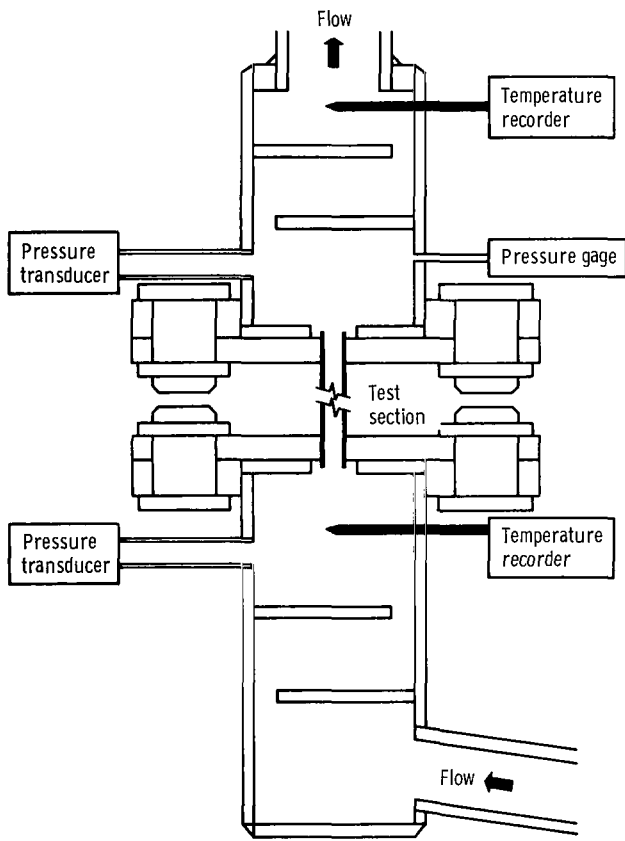 Flow
Temperature
recorder
Pressure
transducer
Pressure gage
Test
section
Pressure
transducer
Temperature
recorder
Flow